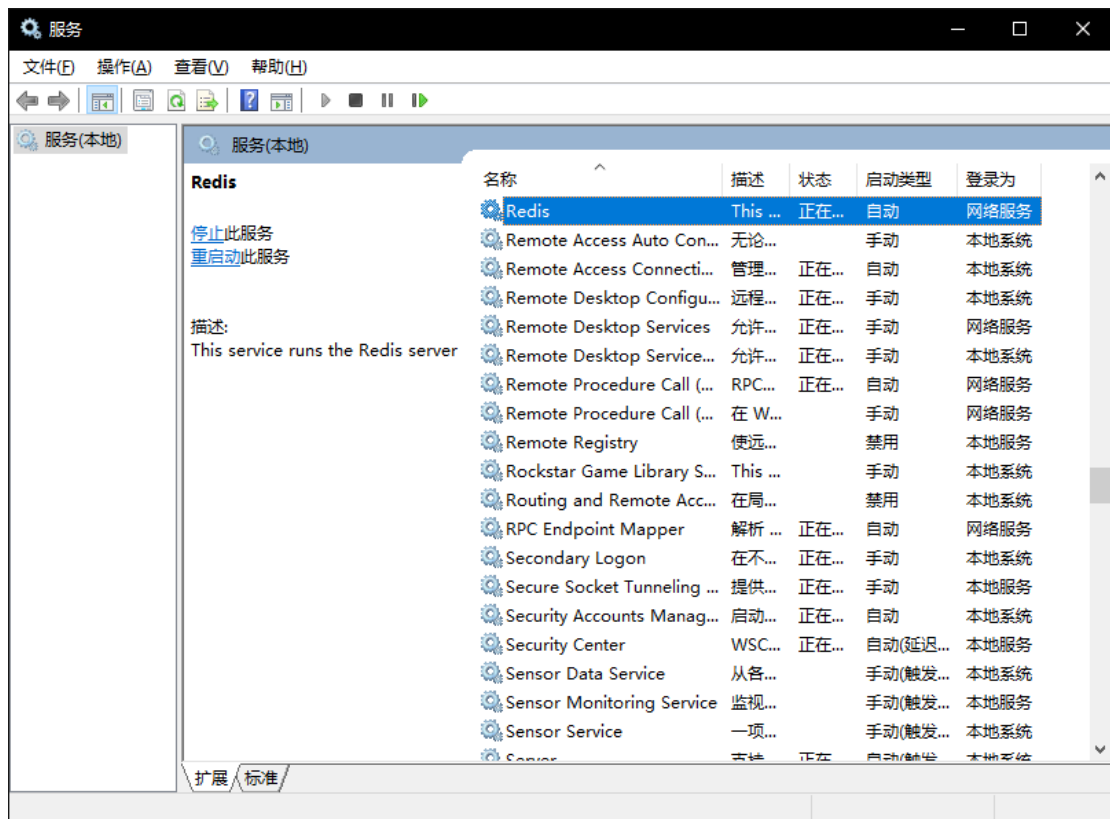 服务
文件(F) 操作(A) 查看(V) 帮助(H)
服务(本地)
服务(本地)
Redis
停止此服务
重启动此服务
描述:
This service runs the Redis server
名称 描述 状态 启动类型 登录为
Redis This ... 正在... 自动 网络服务
Remote Access Auto Con... 无论... 手动 本地系统
Remote Access Connecti... 管理... 正在... 自动 本地系统
Remote Desktop Configu... 远程... 正在... 手动 本地系统
Remote Desktop Services 允许... 正在... 手动 网络服务
Remote Desktop Service... 允许... 正在... 手动 本地系统
Remote Procedure Call (... RPC... 正在... 自动 网络服务
Remote Procedure Call (... 在 W... 手动 网络服务
Remote Registry 使远... 禁用 本地服务
Rockstar Game Library S... This ... 手动 本地系统
Routing and Remote Acc... 在局... 禁用 本地系统
RPC Endpoint Mapper 解析 ... 正在... 自动 网络服务
Secondary Logon 在不... 正在... 手动 本地系统
Secure Socket Tunneling ... 提供... 正在... 手动 本地服务
Security Accounts Manag... 启动... 正在... 自动 本地系统
Security Center WSC... 正在... 自动(延迟... 本地服务
Sensor Data Service 从各... 手动(触发... 本地系统
Sensor Monitoring Service 监视... 手动(触发... 本地服务
Sensor Service 一项... 手动(触发... 本地系统
Server 支持... 正在... 自动(触发... 本地系统
扩展 标准